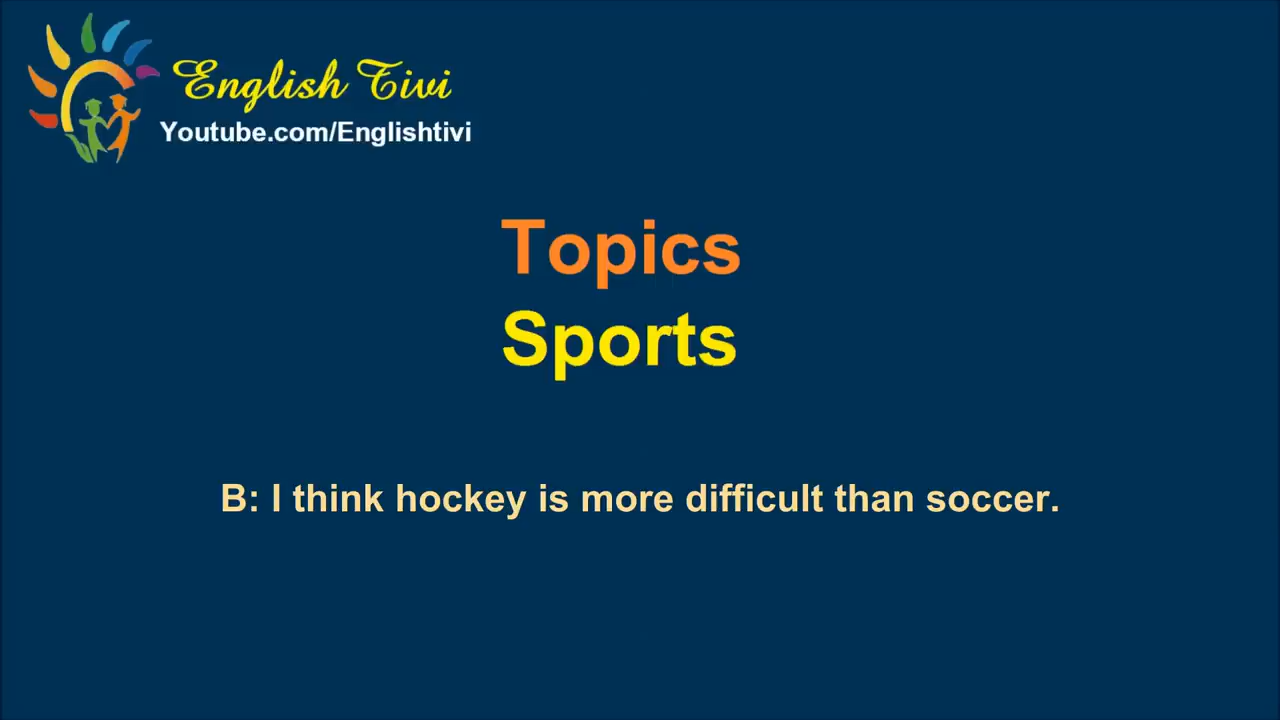 English Tivi
Youtube.com/Englishtivi
Topics
Sports
B: I think hockey is more difficult than soccer.